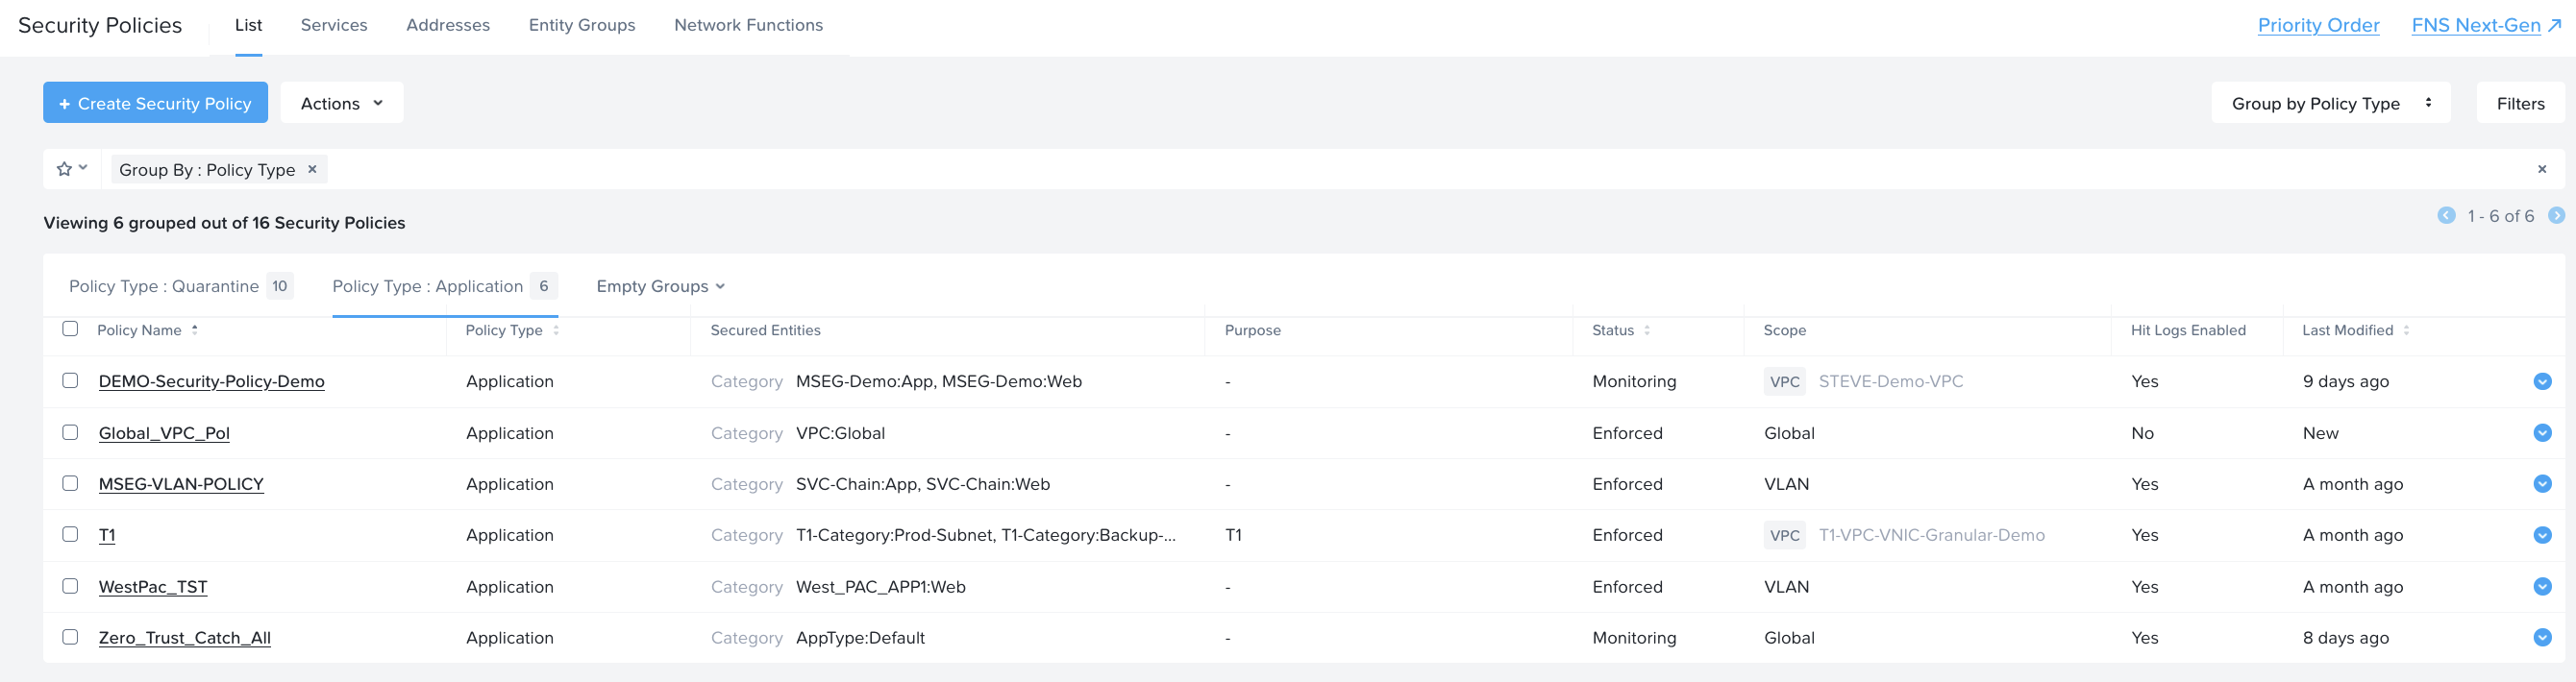 Security Policies List Services Addresses Entity Groups Network Functions Priority Order FNS Next-Gen
+ Create Security Policy Actions Group by Policy Type Filters
Group By : Policy Type ×
Viewing 6 grouped out of 16 Security Policies 1 - 6 of 6
Policy Type : Quarantine 10 Policy Type : Application 6 Empty Groups
Policy Name Policy Type Secured Entities Purpose Status Scope Hit Logs Enabled Last Modified
DEMO-Security-Policy-Demo Application Category MSEG-Demo:App, MSEG-Demo:Web - Monitoring VPC STEVE-Demo-VPC Yes 9 days ago
Global_VPC_Pol Application Category VPC:Global - Enforced Global No New
MSEG-VLAN-POLICY Application Category SVC-Chain:App, SVC-Chain:Web - Enforced VLAN Yes A month ago
T1 Application Category T1-Category:Prod-Subnet, T1-Category:Backup-... T1 Enforced VPC T1-VPC-VNIC-Granular-Demo Yes A month ago
WestPac_TST Application Category West_PAC_APP1:Web - Enforced VLAN Yes A month ago
Zero_Trust_Catch_All Application Category AppType:Default - Monitoring Global Yes 8 days ago